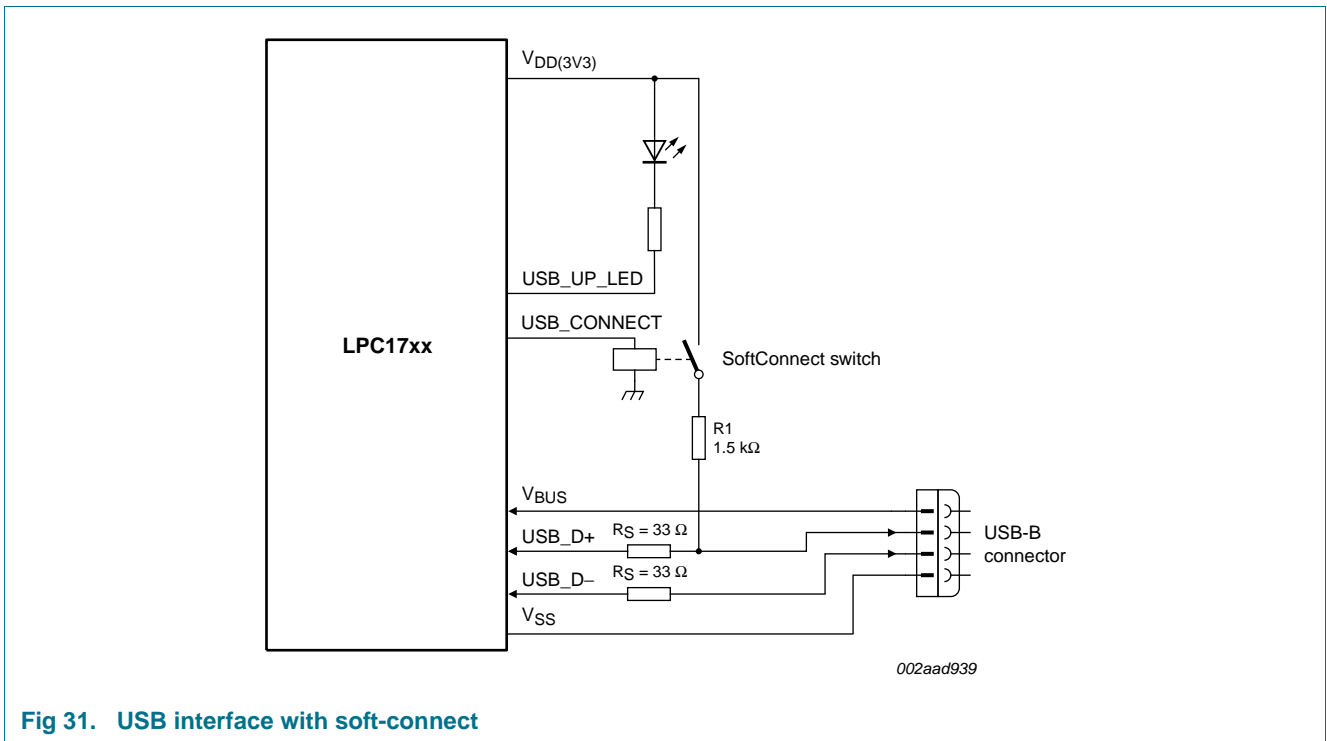 VDD(3V3)
USB_UP_LED
USB_CONNECT
LPC17xx
SoftConnect switch
R1
1.5 kΩ
VBUS
USB_D+
RS = 33 Ω
USB-B
connector
USB_D−
RS = 33 Ω
VSS
002aad939
Fig 31. USB interface with soft-connect